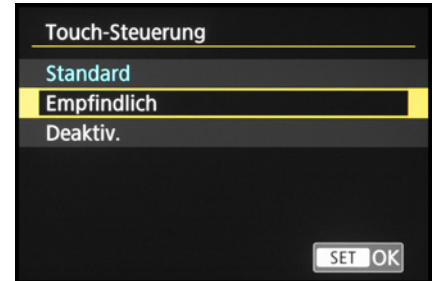 Touch-Steuerung
Standard
Empfindlich
Deaktiv.
SET OK